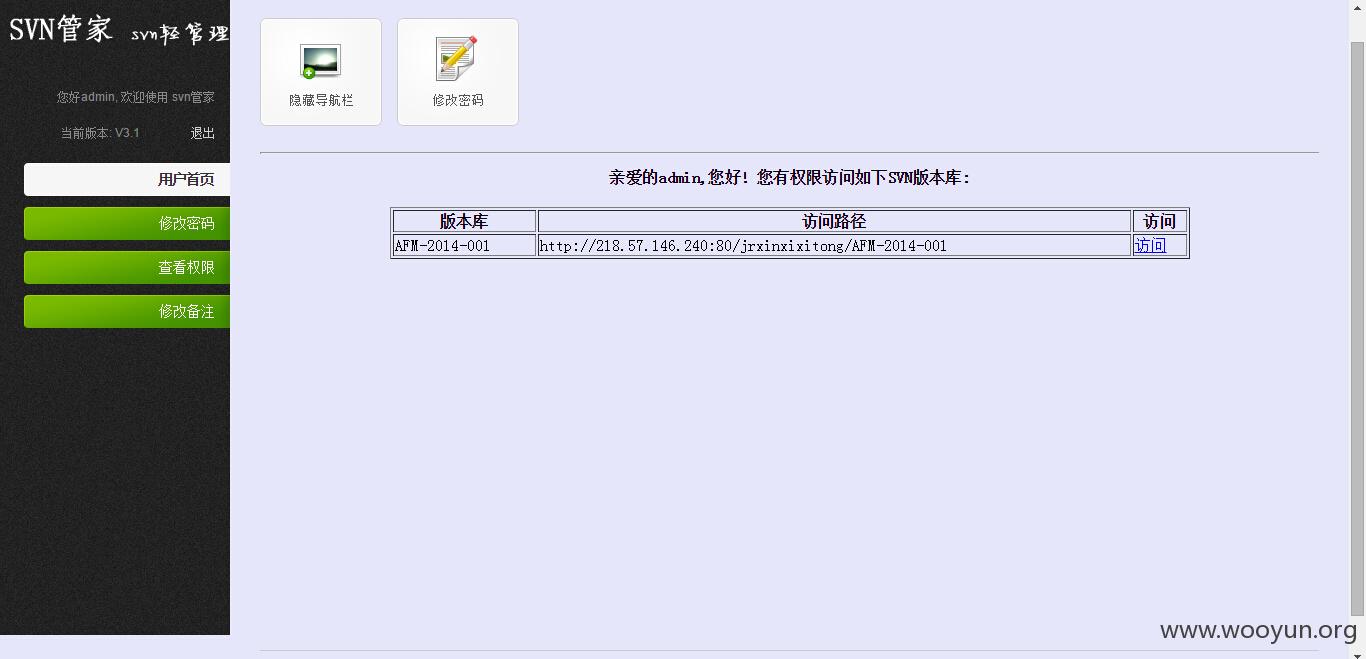 SVN管家 svn轻管理
您好admin, 欢迎使用 svn管家
当前版本: V3.1 退出
用户首页
修改密码
查看权限
修改备注
隐藏导航栏 修改密码
亲爱的admin,您好! 您有权限访问如下SVN版本库:
版本库 访问路径 访问
AFM-2014-001 http://218.57.146.240:80/jrxinxixitong/AFM-2014-001 访问
www.wooyun.org